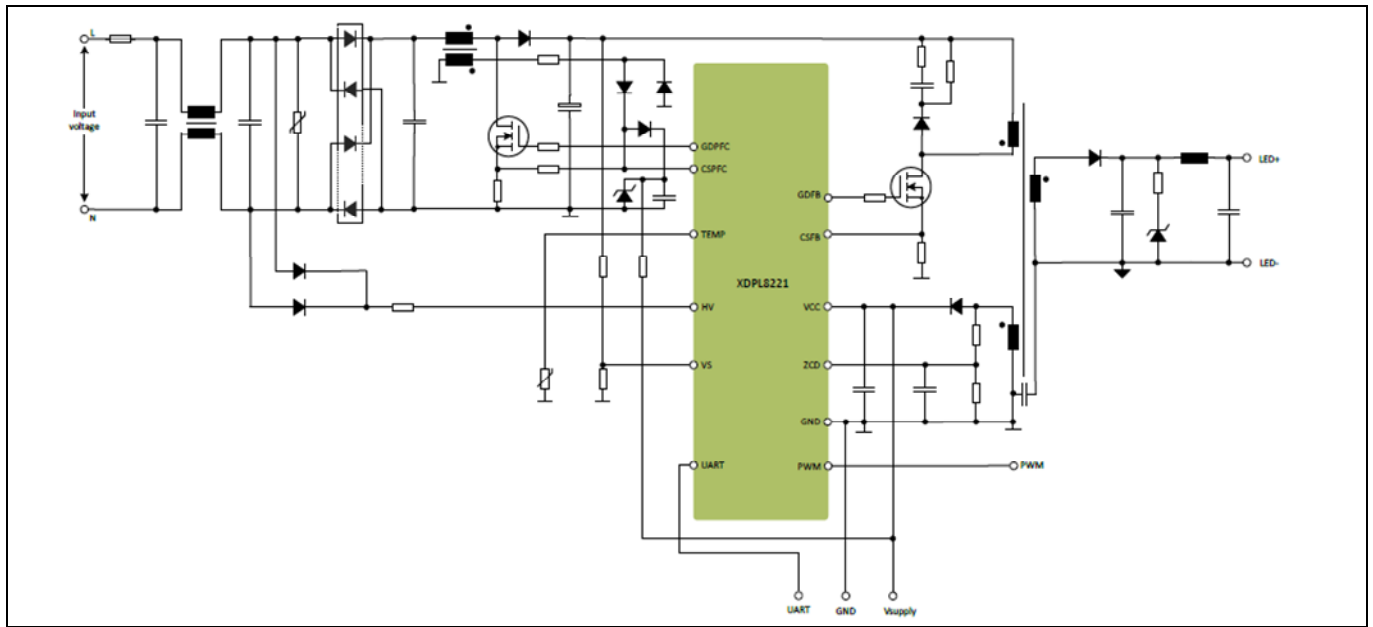 L
Input
voltage
N
GDPFC
CSPFC
TEMP
HV
VS
UART
XDPL8221
GDFB
CSFB
VCC
ZCD
GND
PWM
PWM
LED+
LED-
UART
GND
Vsupply